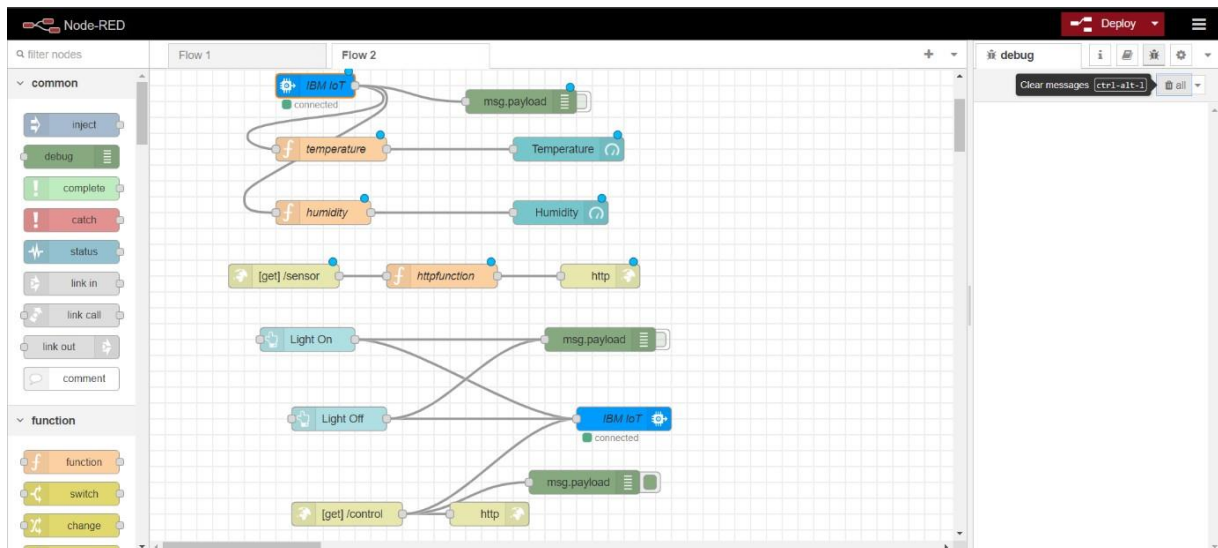 Node-RED
Deploy
filter nodes
Flow 1
Flow 2
debug
i
common
Clear messages ctrl-alt-l
all
inject
debug
complete
catch
status
link in
link call
link out
comment
function
function
switch
change
IBM IoT
connected
msg.payload
temperature
Temperature
humidity
Humidity
[get] /sensor
httpfunction
http
Light On
msg.payload
Light Off
IBM IoT
connected
msg.payload
[get] /control
http